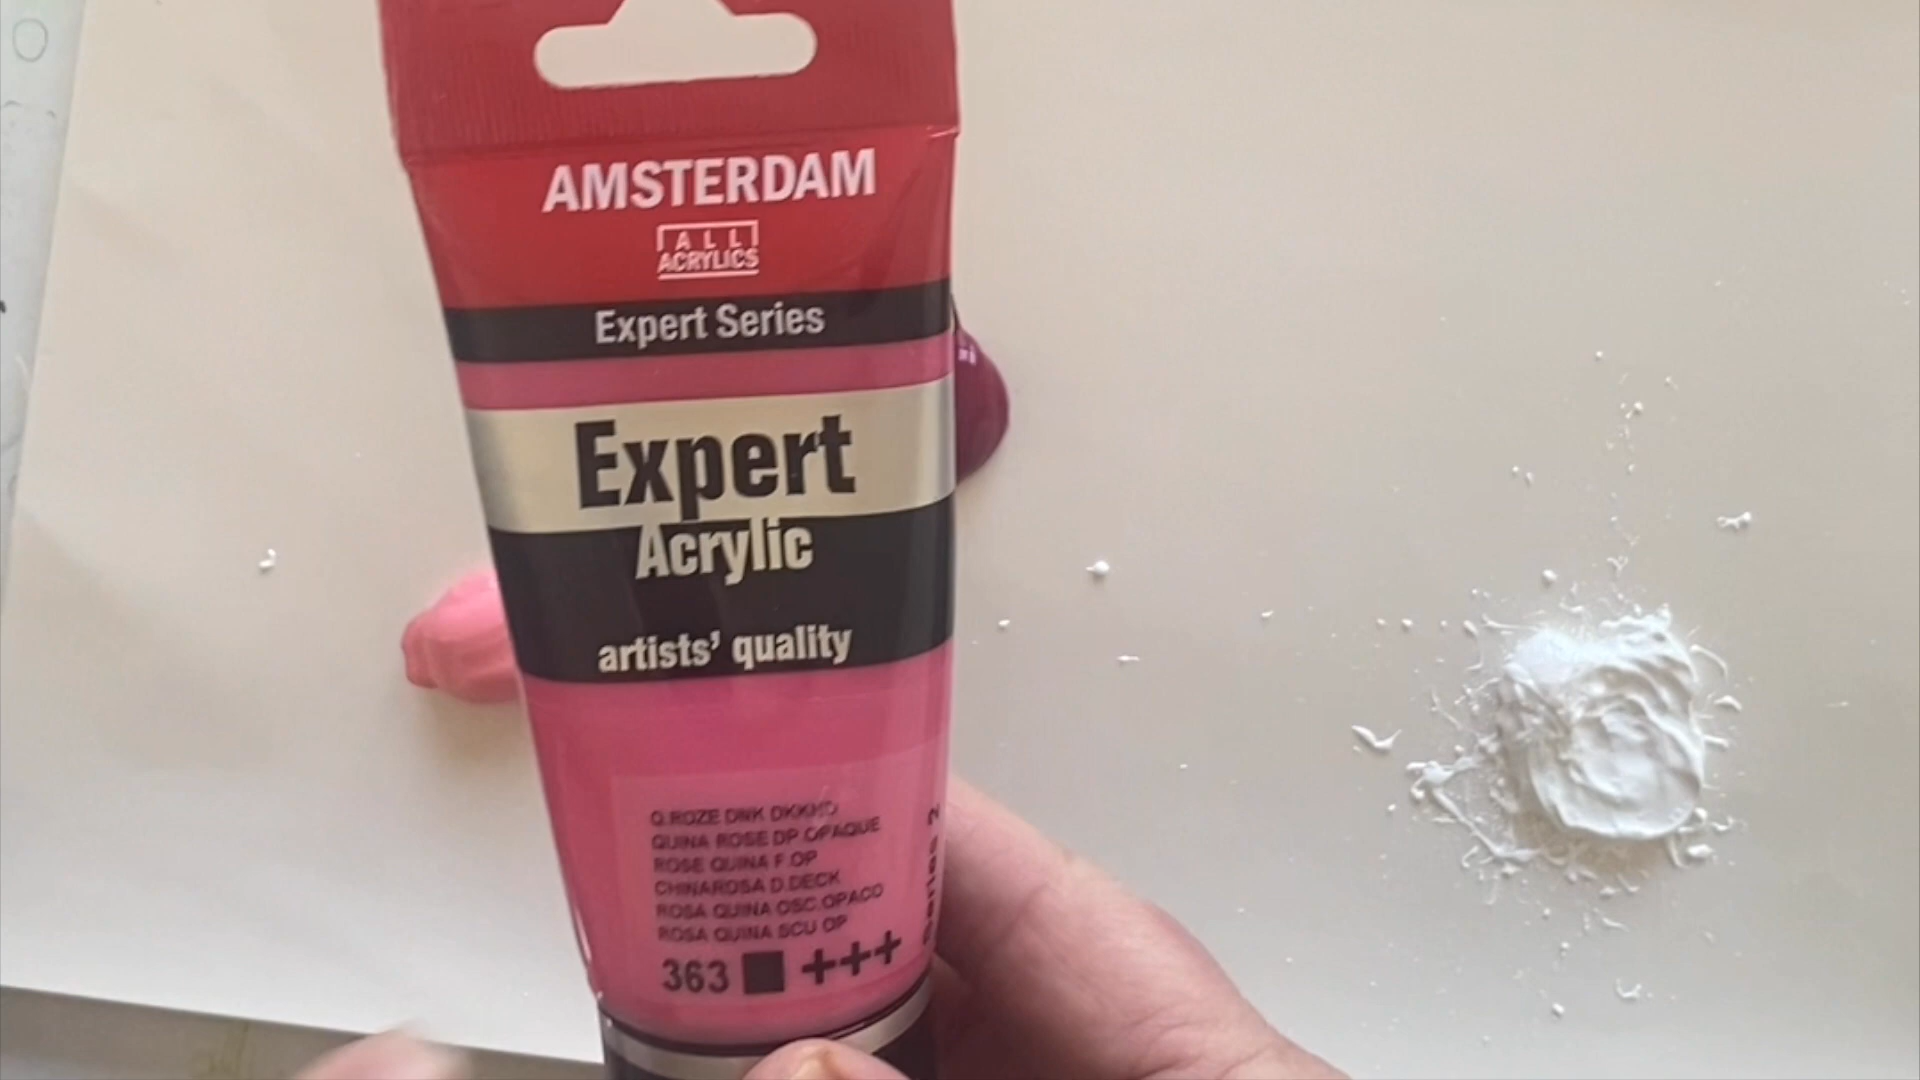 AMSTERDAM
ALL
ACRYLICS
Expert Series
Expert
Acrylic
artists' quality
Q.ROZE DNK DKKND
QUINA ROSE DP OPAQUE
ROSE QUINA F.OP
CHINAROSA D.DECK
ROSA QUINA OSC.OPACO
ROSA QUINA SCU OP
363 +++
Series 2